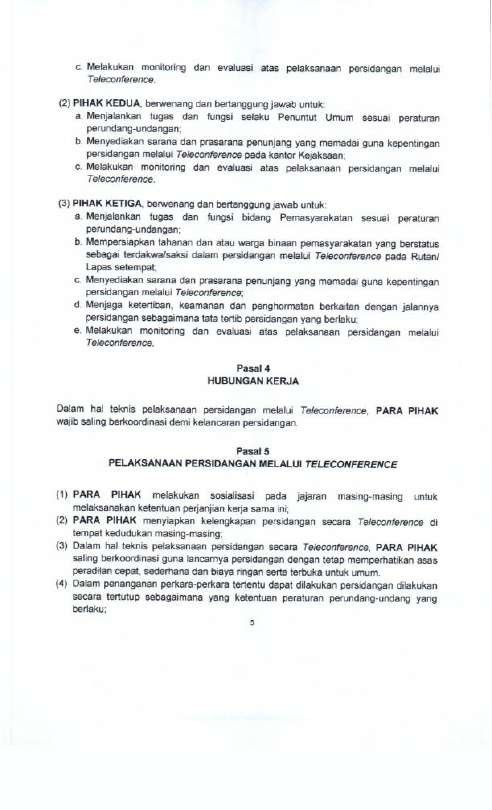 c. Melakukan monitoring dan evaluasi atas pelaksanaan persidangan melalui
Teleconference.
(2) PIHAK KEDUA, berwenang dan bertanggung jawab untuk:
a. Menjalankan tugas dan fungsi selaku Penuntut Umum sesuai peraturan
perundang-undangan;
b. Menyediakan sarana dan prasarana penunjang yang memadai guna kepentingan
persidangan melalui Teleconference pada kantor Kejaksaan;
c. Melakukan monitoring dan evaluasi atas pelaksanaan persidangan melalui
Teleconference.
(3) PIHAK KETIGA, berwenang dan bertanggung jawab untuk:
a. Menjalankan tugas dan fungsi bidang Pemasyarakatan sesuai peraturan
perundang-undangan;
b. Mempersiapkan tahanan dan atau warga binaan pemasyarakatan yang berstatus
sebagai terdakwa/saksi dalam persidangan melalui Teleconference pada Rutan/
Lapas setempat;
c. Menyediakan sarana dan prasarana penunjang yang memadai guna kepentingan
persidangan melalui Teleconference;
d. Menjaga ketertiban, keamanan dan penghormatan berkaitan dengan jalannya
persidangan sebagaimana tata tertib persidangan yang berlaku;
e. Melakukan monitoring dan evaluasi atas pelaksanaan persidangan melalui
Teleconference.
Pasal 4
HUBUNGAN KERJA
Dalam hal teknis pelaksanaan persidangan melalui Teleconference, PARA PIHAK
wajib saling berkoordinasi demi kelancaran persidangan.
Pasal 5
PELAKSANAAN PERSIDANGAN MELALUI TELECONFERENCE
(1) PARA PIHAK melakukan sosialisasi pada jajaran masing-masing untuk
melaksanakan ketentuan perjanjian kerja sama ini;
(2) PARA PIHAK menyiapkan kelengkapan persidangan secara Teleconference di
tempat kedudukan masing-masing;
(3) Dalam hal teknis pelaksanaan persidangan secara Teleconference, PARA PIHAK
saling berkoordinasi guna lancarnya persidangan dengan tetap memperhatikan asas
peradilan cepat, sederhana dan biaya ringan serta terbuka untuk umum.
(4) Dalam penanganan perkara-perkara tertentu dapat dilakukan persidangan dilakukan
secara tertutup sebagaimana yang ketentuan peraturan perundang-undang yang
berlaku;
5